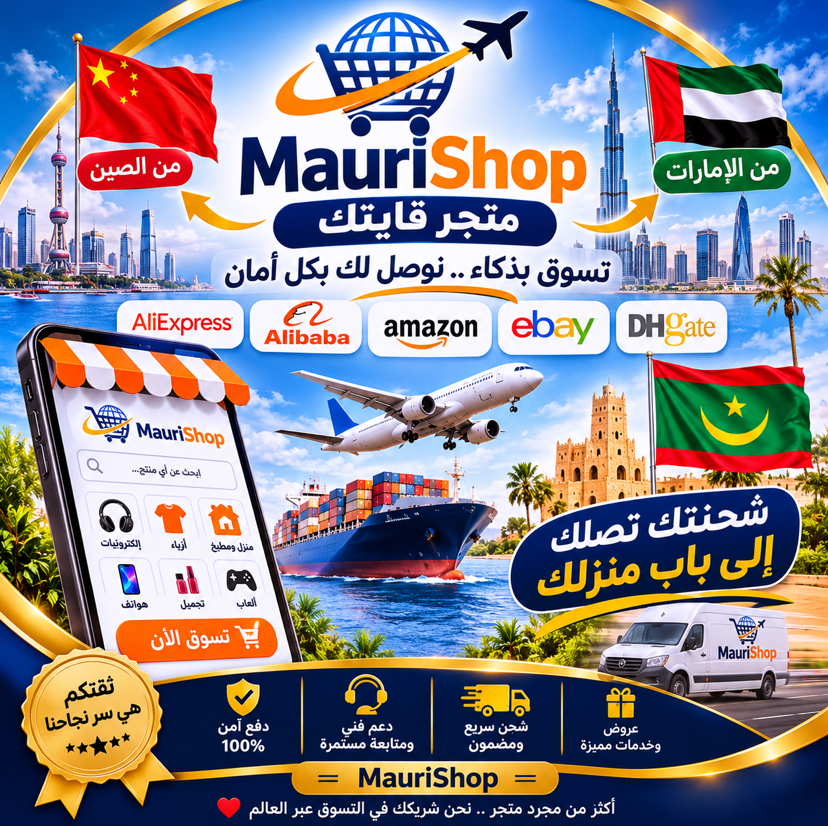 MauriShop
من الصين
من الإمارات
متجر قايتك
تسوق بذكاء .. نوصل لك بكل أمان
AliExpress
Alibaba
amazon
ebay
DHgate
MauriShop
ابحث عن أي منتج...
إلكترونيات
أزياء
منزل ومطبخ
هواتف
تجميل
ألعاب
تسوق الأن
شحنتك تصلك
إلى باب منزلك
MauriShop
ثقتكم
هي سر نجاحنا
دفع آمن
100%
دعم فني
ومتابعة مستمرة
شحن سريع
ومضمون
عروض
وخدمات مميزة
MauriShop
أكثر من مجرد متجر .. نحن شريكك في التسوق عبر العالم